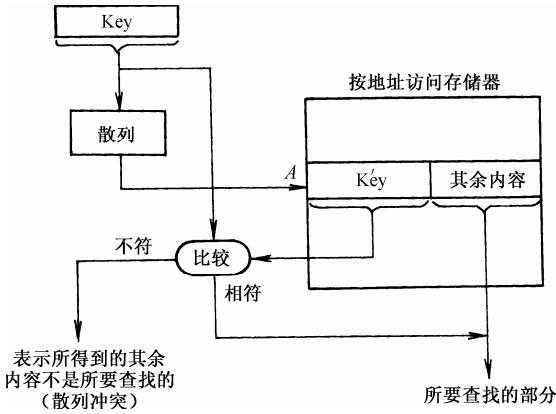 Key
按地址访问存储器
散列
A
Key′
其余内容
不符
比较
相符
表示所得到的其余
内容不是所要查找的
（散列冲突）
所要查找的部分